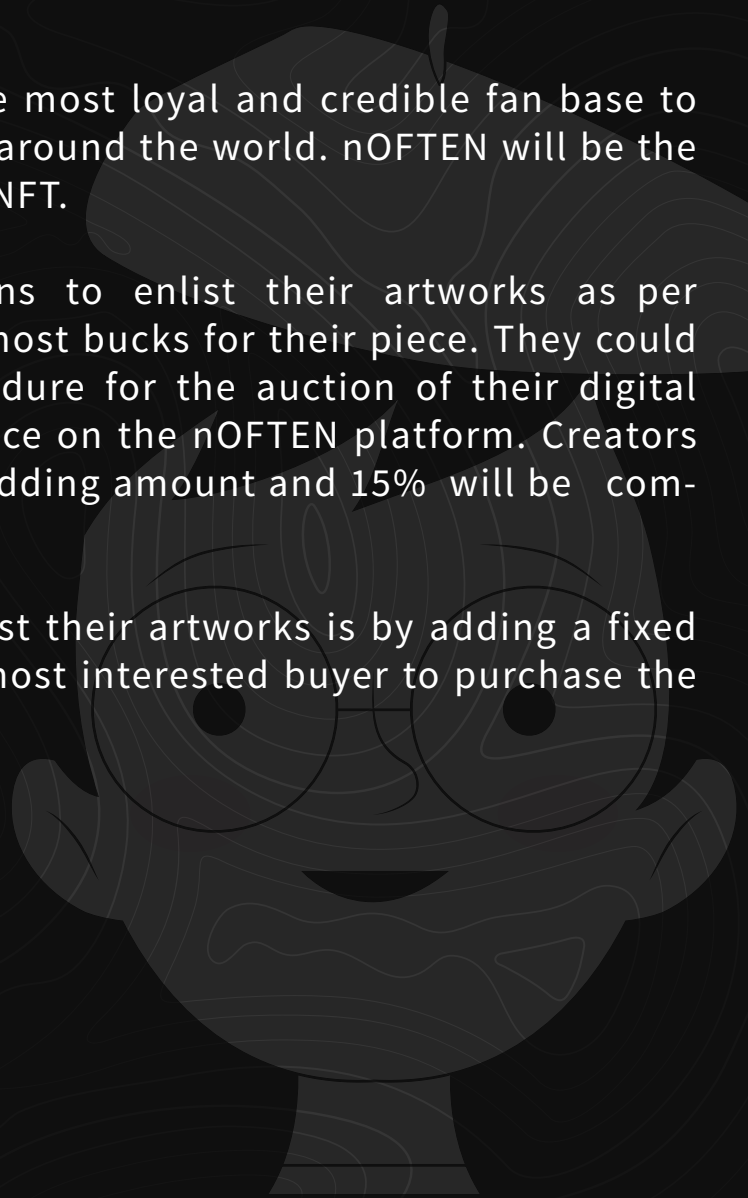 e most loyal and credible fan base to
around the world. nOFTEN will be the
NFT.
ns to enlist their artworks as per
most bucks for their piece. They could
dure for the auction of their digital
ce on the nOFTEN platform. Creators
dding amount and 15% will be com-
st their artworks is by adding a fixed
most interested buyer to purchase the